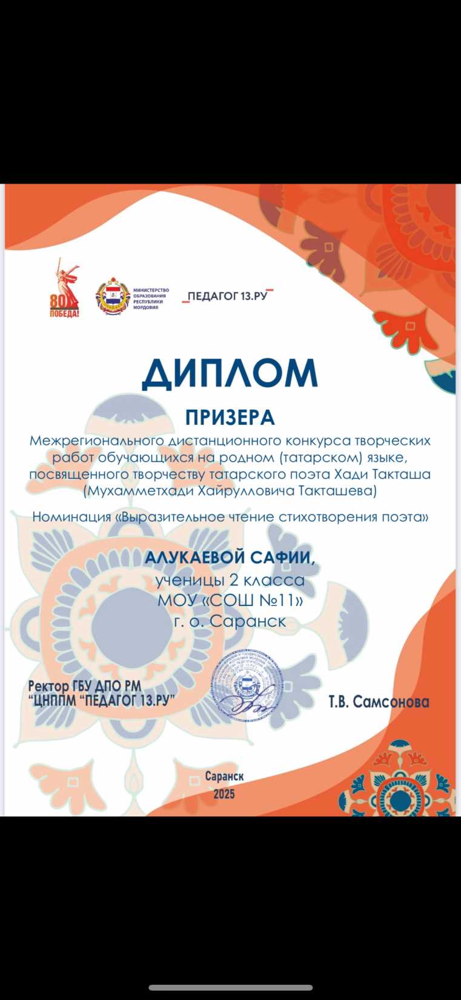 80
ПОБЕДА!
МИНИСТЕРСТВО
ОБРАЗОВАНИЯ
РЕСПУБЛИКИ
МОРДОВИЯ
ПЕДАГОГ 13.РУ
ДИПЛОМ
ПРИЗЕРА
Межрегионального дистанционного конкурса творческих
работ обучающихся на родном (татарском) языке,
посвященного творчеству татарского поэта Хади Такташа
(Мухамметхади Хайрулловича Такташева)
Номинация «Выразительное чтение стихотворения поэта»
АЛУКАЕВОЙ САФИИ,
ученицы 2 класса
МОУ «СОШ №11»
г. о. Саранск
Ректор ГБУ ДПО РМ
“ЦНППМ “ПЕДАГОГ 13.РУ”
Т.В. Самсонова
Саранск
2025